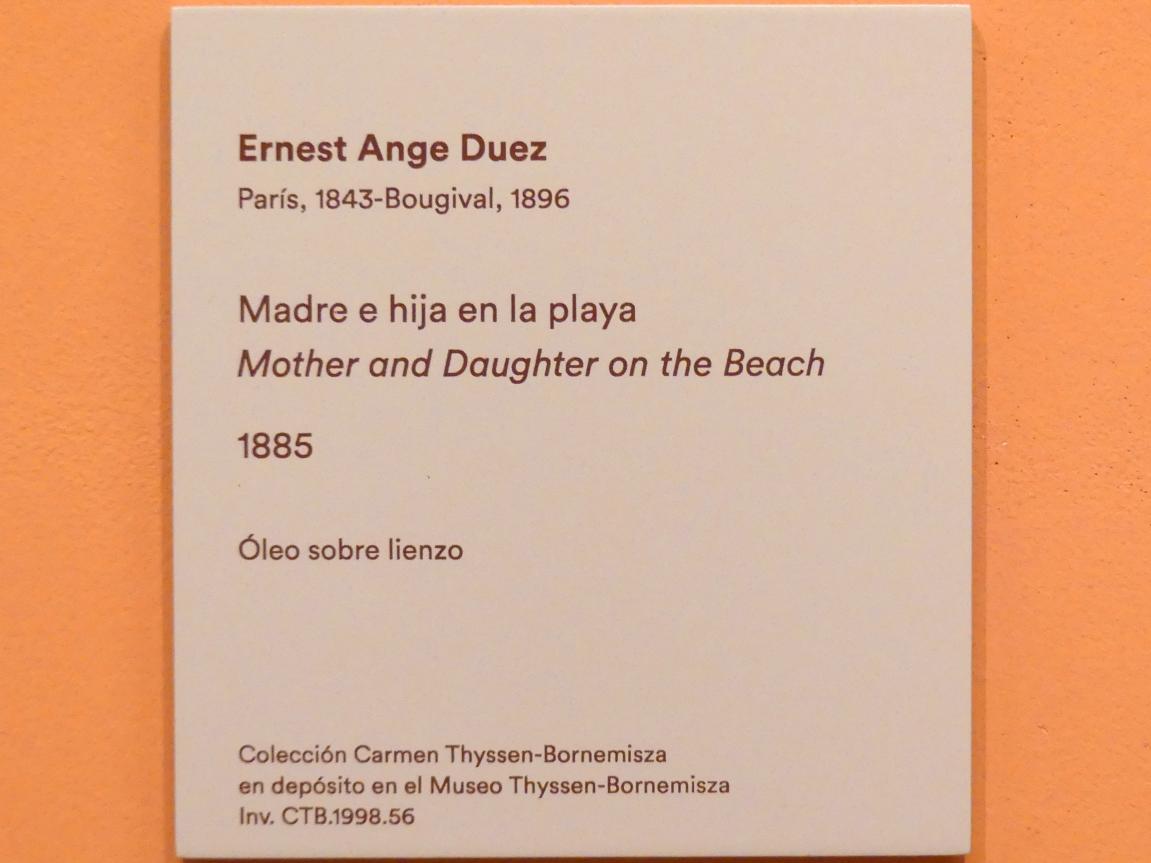 Ernest Ange Duez
París, 1843-Bougival, 1896
Madre e hija en la playa
Mother and Daughter on the Beach
1885
Óleo sobre lienzo
Colección Carmen Thyssen-Bornemisza
en depósito en el Museo Thyssen-Bornemisza
Inv. CTB.1998.56